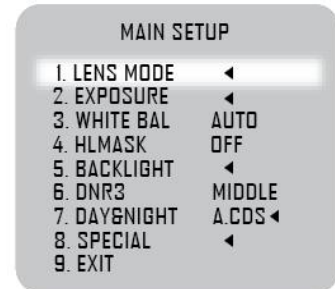 MAIN SETUP
1. LENS MODE ◄
2. EXPOSURE ◄
3. WHITE BAL AUTO
4. HLMASK OFF
5. BACKLIGHT ◄
6. DNR3 MIDDLE
7. DAY&NIGHT A.CDS◄
8. SPECIAL ◄
9. EXIT